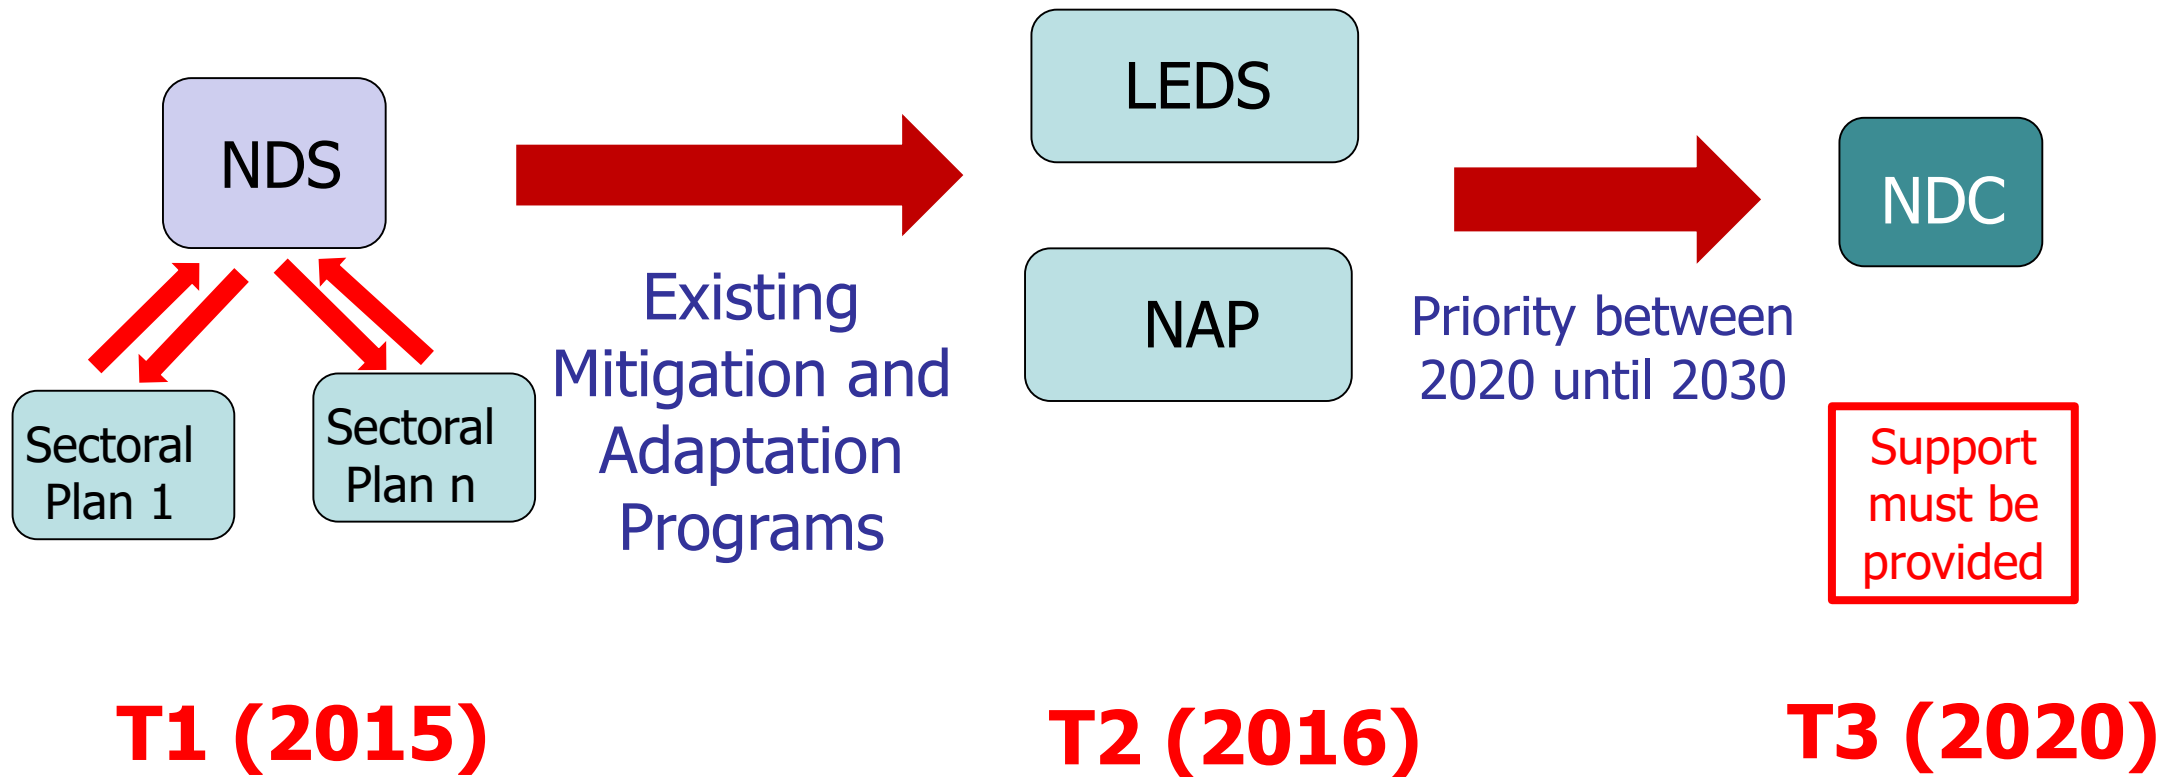 NDS
Sectoral
Plan 1
Sectoral
Plan n
Existing
Mitigation and
Adaptation
Programs
LEDS
NAP
Priority between
2020 until 2030
NDC
Support
must be
provided
T1 (2015)
T2 (2016)
T3 (2020)